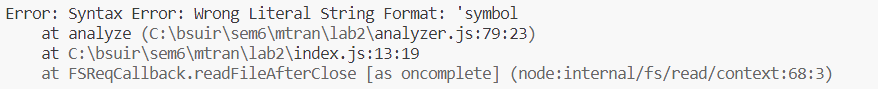 Error: Syntax Error: Wrong Literal String Format: 'symbol
    at analyze (C:\bsuir\sem6\mtran\lab2\analyzer.js:79:23)
    at C:\bsuir\sem6\mtran\lab2\index.js:13:19
    at FSReqCallback.readFileAfterClose [as oncomplete] (node:internal/fs/read/context:68:3)